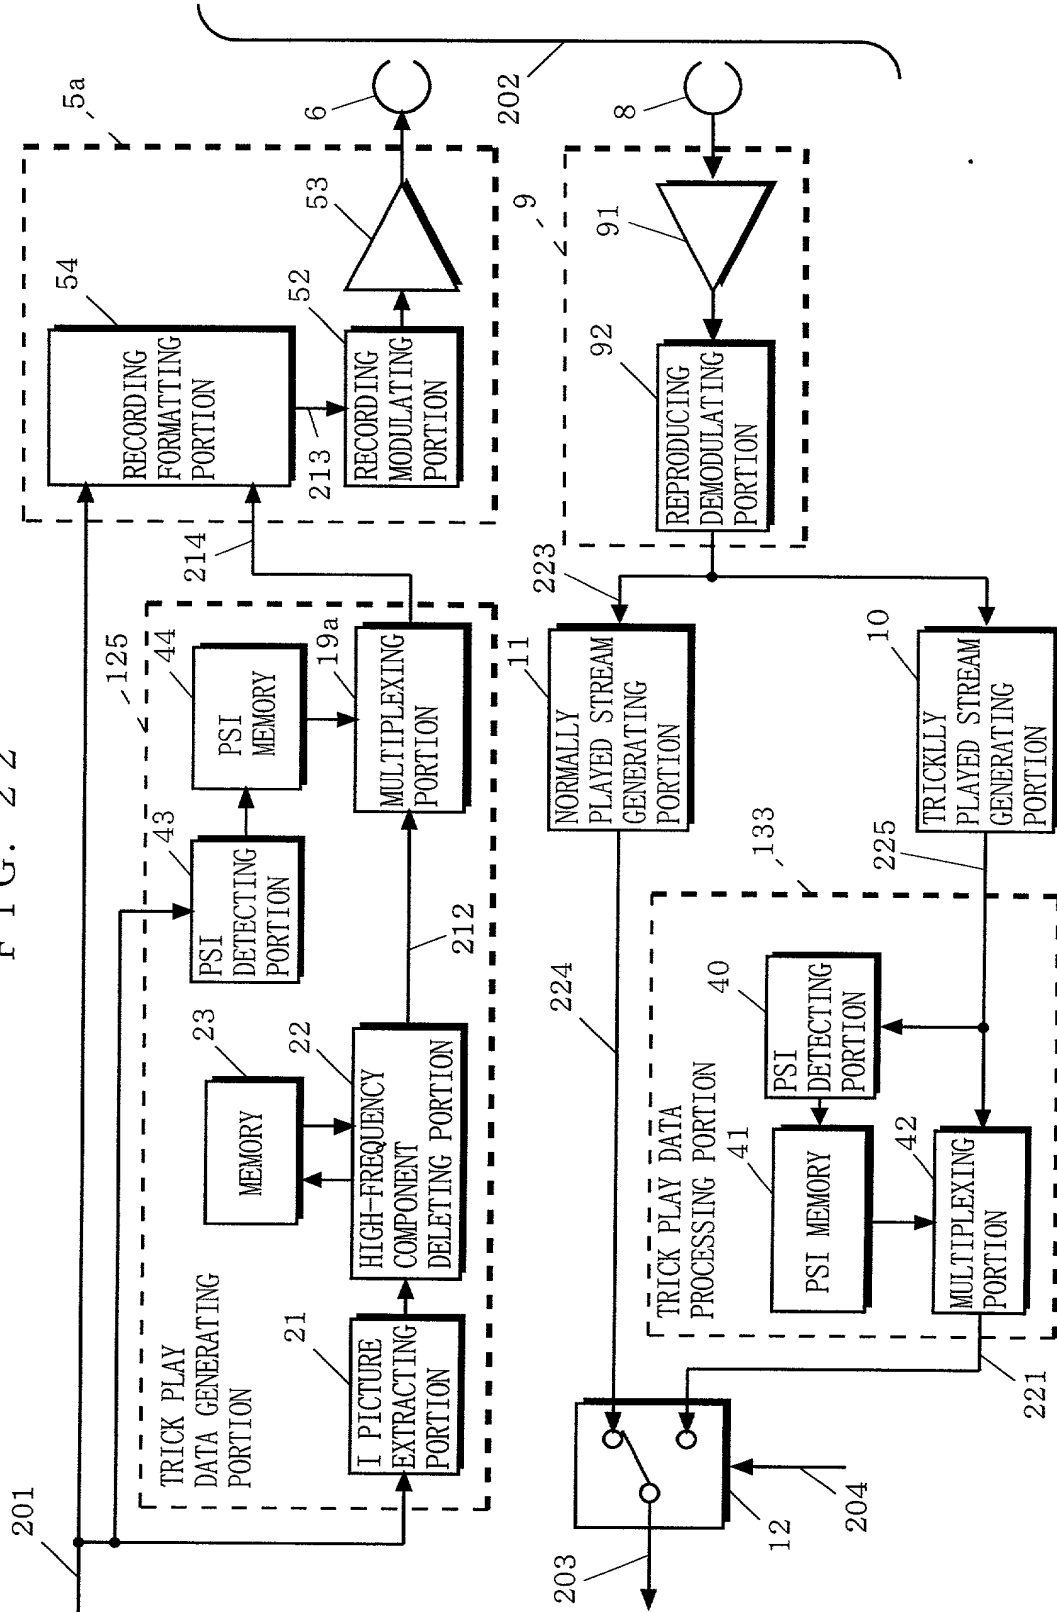 FIG. 22
201
TRICK PLAY
DATA GENERATING
PORTION
125
21
I PICTURE
EXTRACTING
PORTION
23
MEMORY
22
HIGH-FREQUENCY
COMPONENT
DELETING PORTION
212
43
PSI
DETECTING
PORTION
44
PSI
MEMORY
19a
MULTIPLEXING
PORTION
214
5a
54
RECORDING
FORMATTING
PORTION
213
52
RECORDING
MODULATING
PORTION
53
6
202
8
9
91
92
REPRODUCING
DEMODULATING
PORTION
223
11
NORMALLY
PLAYED STREAM
GENERATING
PORTION
10
TRICKLLY
PLAYED STREAM
GENERATING
PORTION
224
225
133
TRICK PLAY DATA
PROCESSING PORTION
40
PSI
DETECTING
PORTION
41
PSI MEMORY
42
MULTIPLEXING
PORTION
221
12
204
203